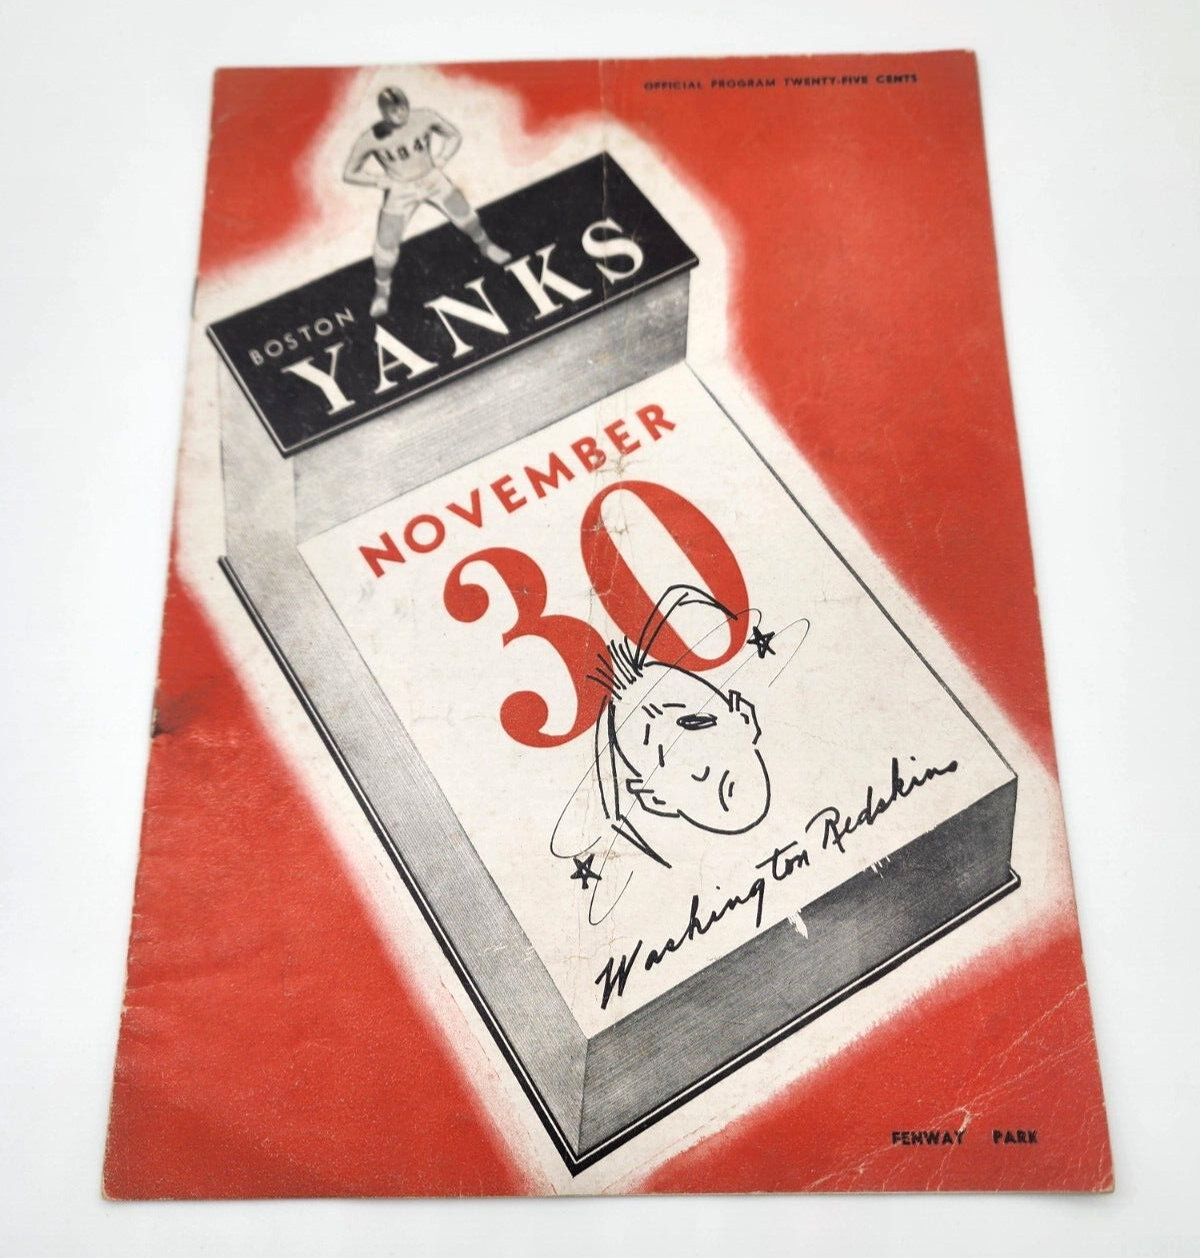 OFFICIAL PROGRAM TWENTY-FIVE CENTS
BOSTON
YANKS
NOVEMBER
30
Washington Redskins
FENWAY PARK